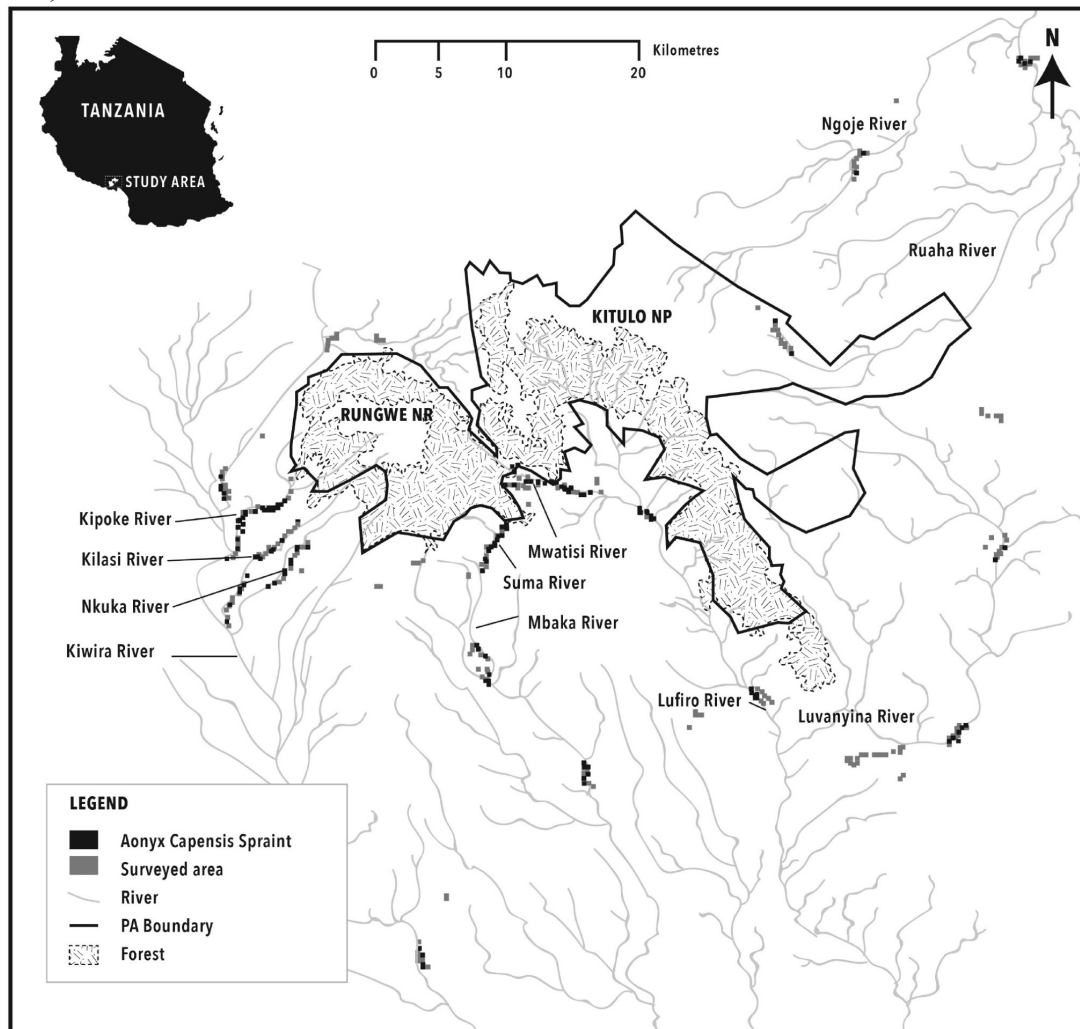 TANZANIA
STUDY AREA
Kilometres
0 5 10 20
N
Ngoje River
Ruaha River
KITULO NP
RUNGWE NR
Kipoke River
Kilasi River
Nkuka River
Kiwira River
Mwatisi River
Suma River
Mbaka River
Lufiro River
Luvanyina River
LEGEND
Aonyx Capensis Spraint
Surveyed area
River
PA Boundary
Forest